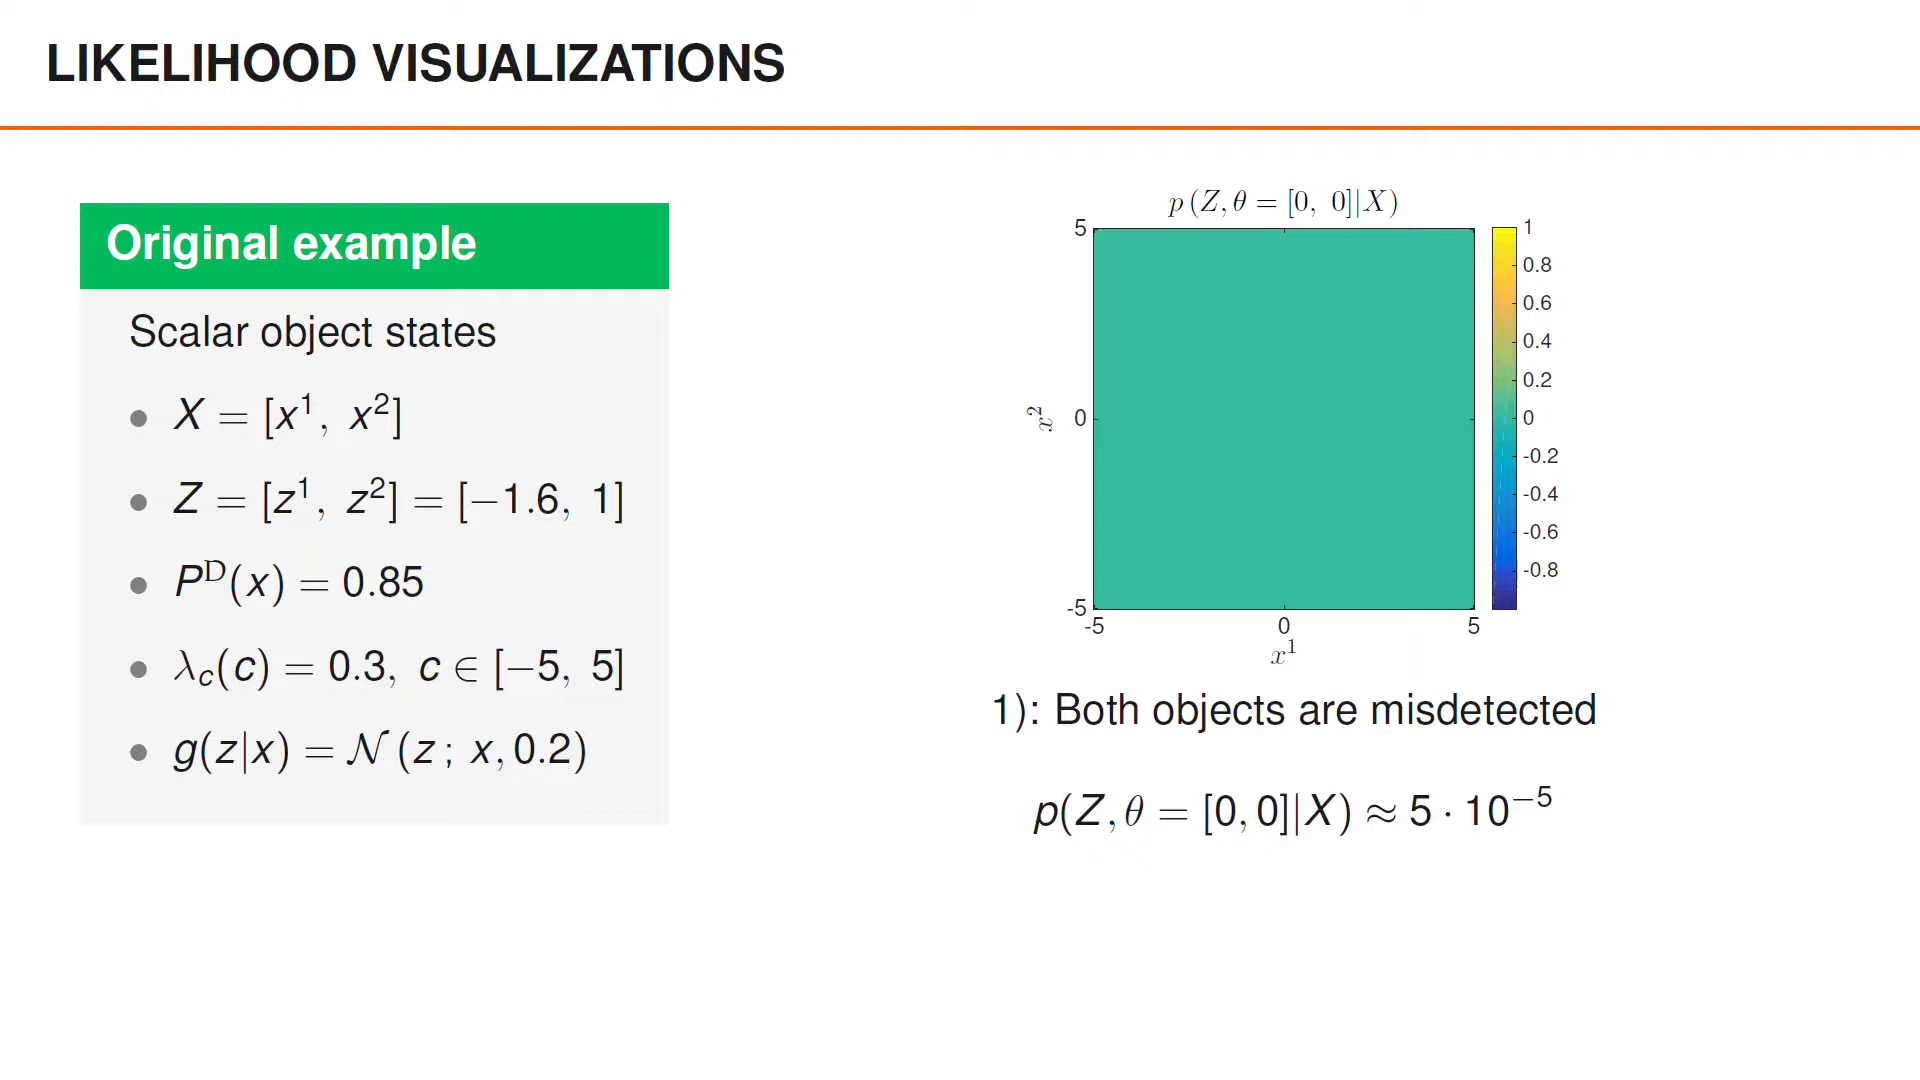 LIKELIHOOD VISUALIZATIONS
Original example
Scalar object states
• X = [x¹, x²]
• Z = [z¹, z²] = [−1.6, 1]
• Pᴰ(x) = 0.85
• λ_c(c) = 0.3, c ∈ [−5, 5]
• g(z|x) = 𝒩(z; x, 0.2)
p(Z, θ = [0, 0]|X)
5
0
-5
x²
-5 0 5
x¹
1
0.8
0.6
0.4
0.2
0
-0.2
-0.4
-0.6
-0.8
1): Both objects are misdetected
p(Z, θ = [0, 0]|X) ≈ 5 · 10⁻⁵